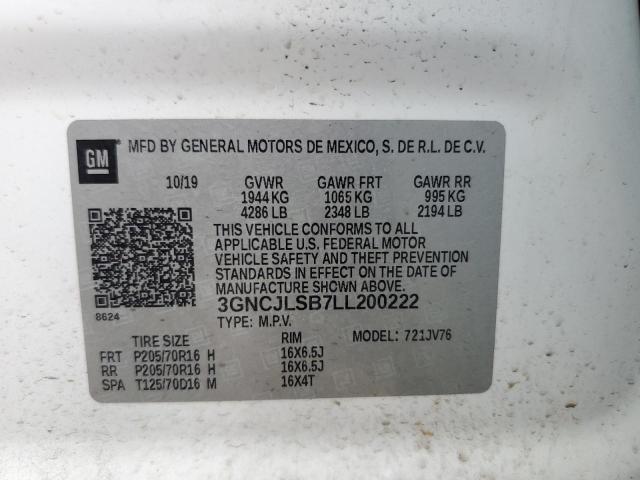 GM
MFD BY GENERAL MOTORS DE MEXICO, S. DE R.L. DE C.V.
10/19 GVWR GAWR FRT GAWR RR
1944 KG 1065 KG 995 KG
4286 LB 2348 LB 2194 LB
THIS VEHICLE CONFORMS TO ALL
APPLICABLE U.S. FEDERAL MOTOR
VEHICLE SAFETY AND THEFT PREVENTION
STANDARDS IN EFFECT ON THE DATE OF
MANUFACTURE SHOWN ABOVE.
3GNCJLSB7LL200222
8624
TYPE: M.P.V.
TIRE SIZE RIM MODEL: 721JV76
FRT P205/70R16 H 16X6.5J
RR P205/70R16 H 16X6.5J
SPA T125/70D16 M 16X4T